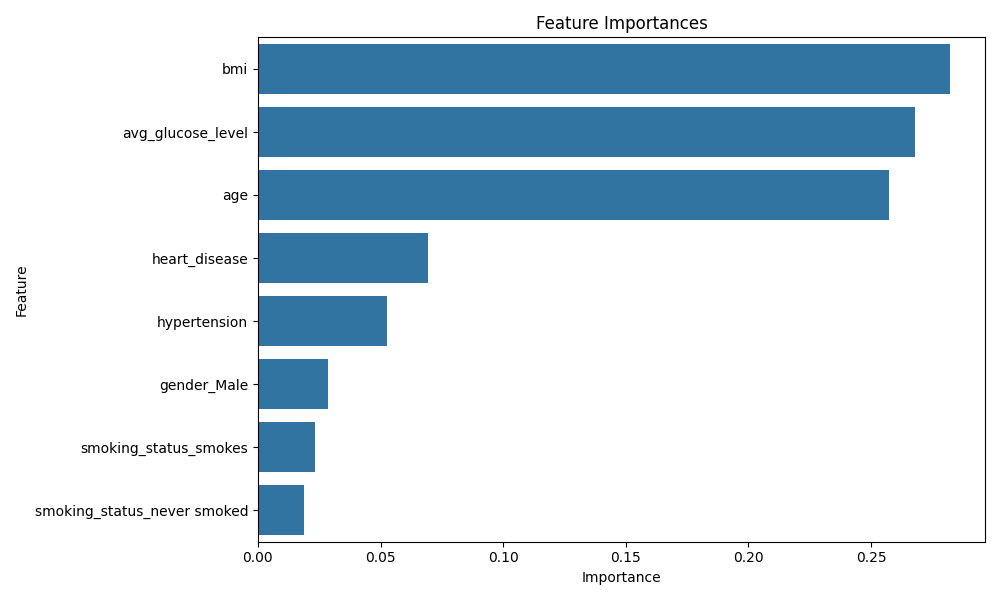 Feature Importances
Feature
bmi
avg_glucose_level
age
heart_disease
hypertension
gender_Male
smoking_status_smokes
smoking_status_never smoked
0.00 0.05 0.10 0.15 0.20 0.25
Importance